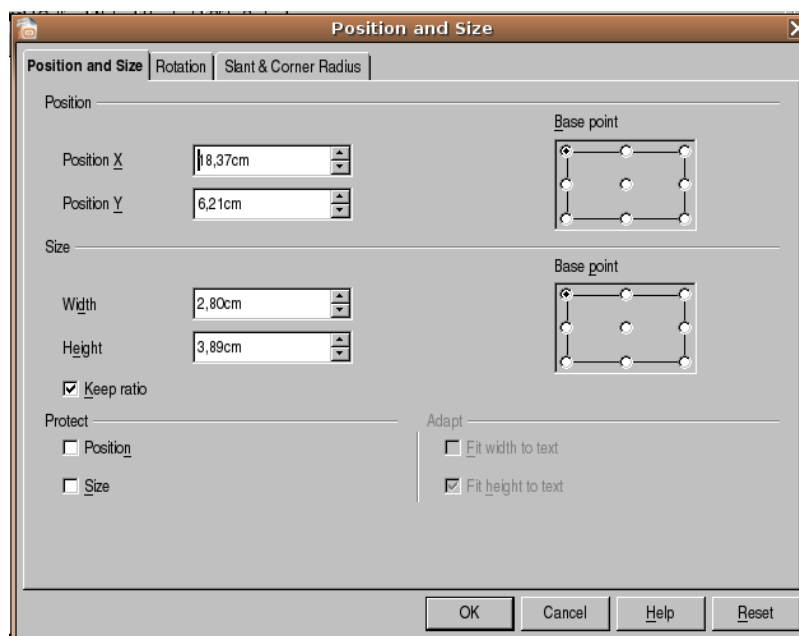 Position and Size
Position and Size Rotation Slant & Corner Radius
Position
Base point
Position X 18,37cm
Position Y 6,21cm
Size
Base point
Width 2,80cm
Height 3,89cm
Keep ratio
Protect Adapt
Position Fit width to text
Size Fit height to text
OK Cancel Help Reset